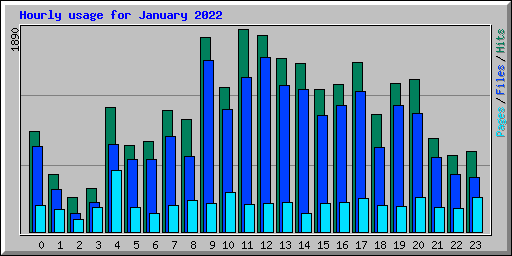 Hourly usage for January 2022
1890
Pages/Files/Hits
0 1 2 3 4 5 6 7 8 9 10 11 12 13 14 15 16 17 18 19 20 21 22 23